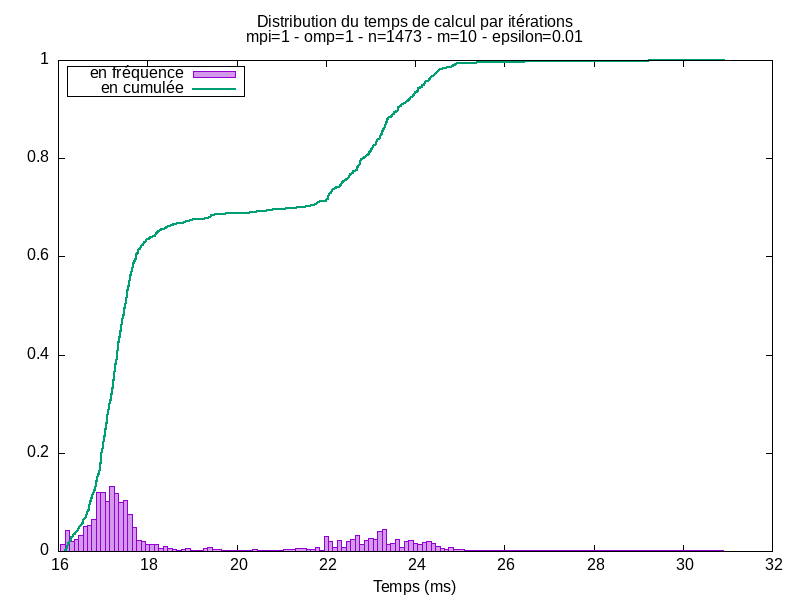 Distribution du temps de calcul par itérations
mpi=1 - omp=1 - n=1473 - m=10 - epsilon=0.01
en fréquence
en cumulée
1
0.8
0.6
0.4
0.2
0
16 18 20 22 24 26 28 30 32
Temps (ms)